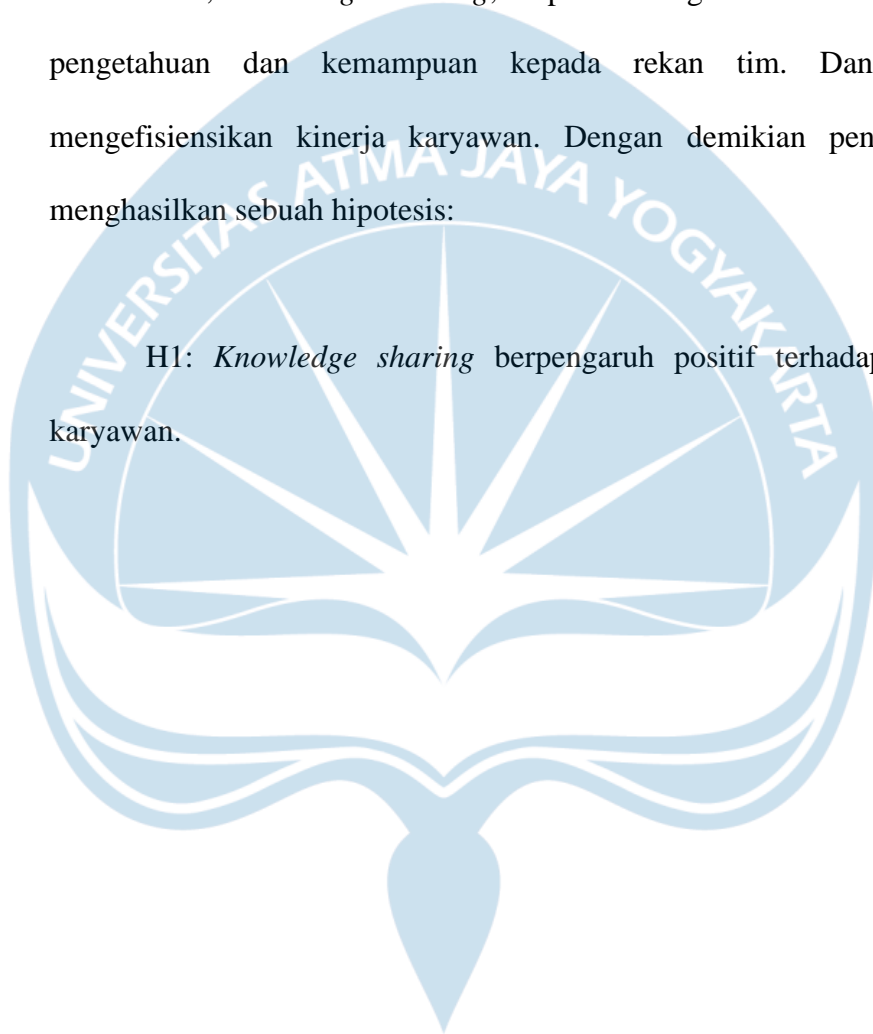 pengetahuan dan kemampuan kepada rekan tim. Dan
mengefisiensikan kinerja karyawan. Dengan demikian pen
menghasilkan sebuah hipotesis:
UNIVERSITAS ATMA JAYA YOGYAKARTA
H1: Knowledge sharing berpengaruh positif terhadap
karyawan.